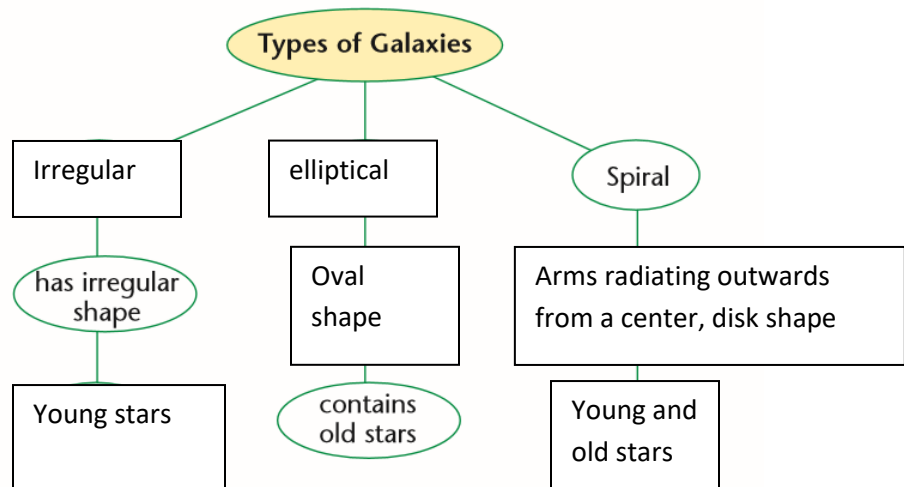 Types of Galaxies
Irregular
elliptical
Spiral
has irregular
shape
Oval
shape
Arms radiating outwards
from a center, disk shape
Young stars
contains
old stars
Young and
old stars